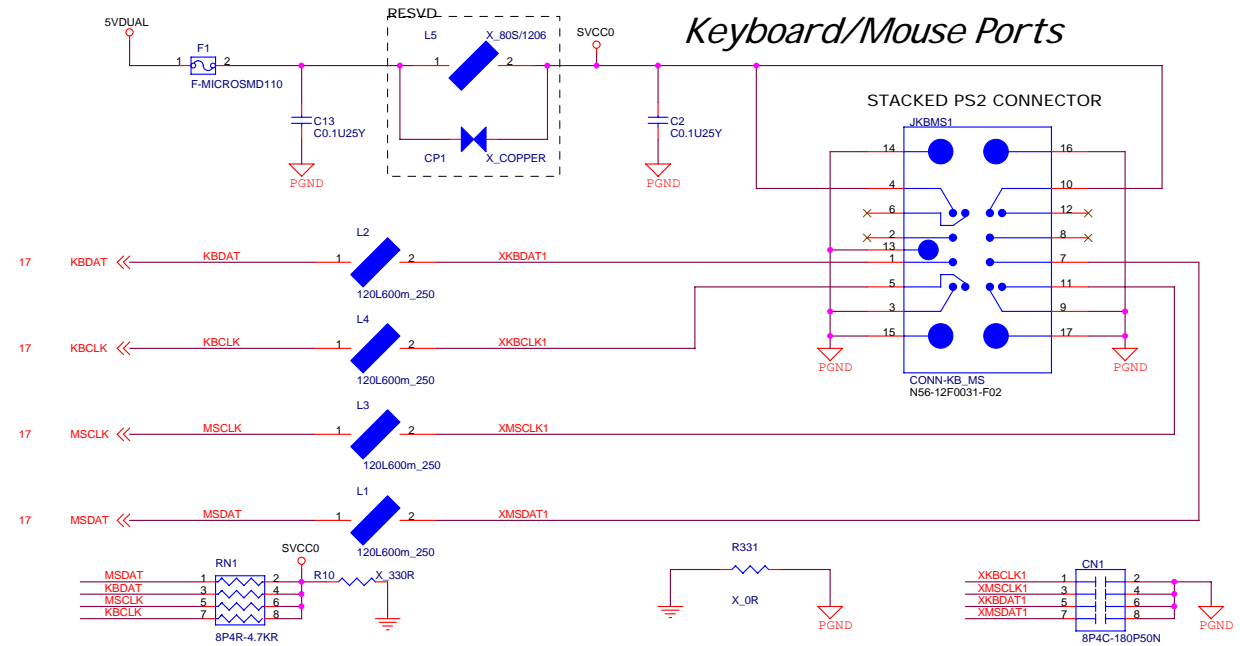 Keyboard/Mouse Ports
5VDUAL
F1
1
2
F-MICROSMD110
C13
C0.1U25Y
PGND
RESVD
L5
X_80S/1206
1
2
CP1
X_COPPER
SVCC0
C2
C0.1U25Y
PGND
STACKED PS2 CONNECTOR
JKBMS1
14
16
4
10
6
12
2
8
13
1
7
5
11
3
9
15
17
PGND
PGND
CONN-KB_MS
N56-12F0031-F02
L2
17
KBDAT
KBDAT
1
2
XKBDAT1
120L600m_250
L4
17
KBCLK
KBCLK
1
2
XKBCLK1
120L600m_250
L3
17
MSCLK
MSCLK
1
2
XMSCLK1
120L600m_250
L1
17
MSDAT
MSDAT
1
2
XMSDAT1
120L600m_250
RN1
MSDAT
1
2
KBDAT
3
4
MSCLK
5
6
KBCLK
7
8
8P4R-4.7KR
SVCC0
R10
X_330R
R331
X_0R
PGND
CN1
XKBCLK1
1
2
XMSCLK1
3
4
XKBDAT1
5
6
XMSDAT1
7
8
8P4C-180P50N
PGND